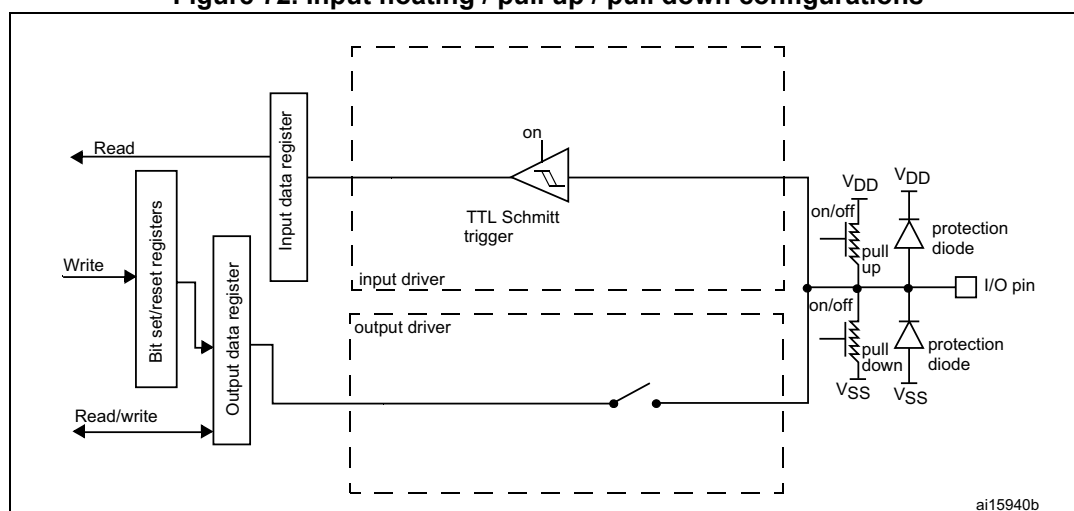 Figure 72. Input floating / pull up / pull down configurations
on
Read
Input data register
TTL Schmitt
trigger
VDD
VDD
on/off
pull
up
protection
diode
Write
Bit set/reset registers
Output data register
input driver
I/O pin
output driver
on/off
pull
down
protection
diode
VSS
VSS
Read/write
ai15940b